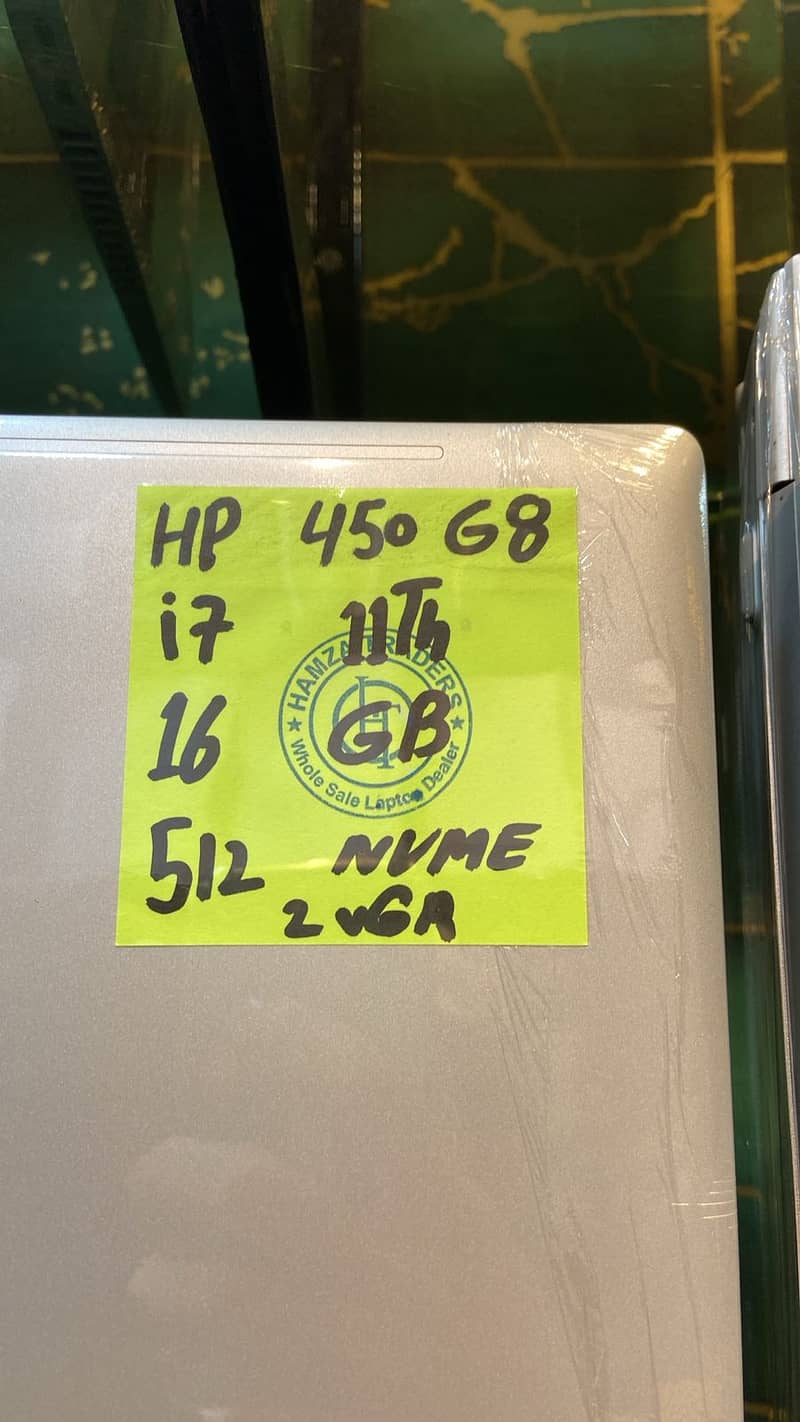 HP 450 G8
i7 11Th
HAMZA TRADERS
16 GB
Whole Sale Laptop Dealer
512 NVME
2 vGA